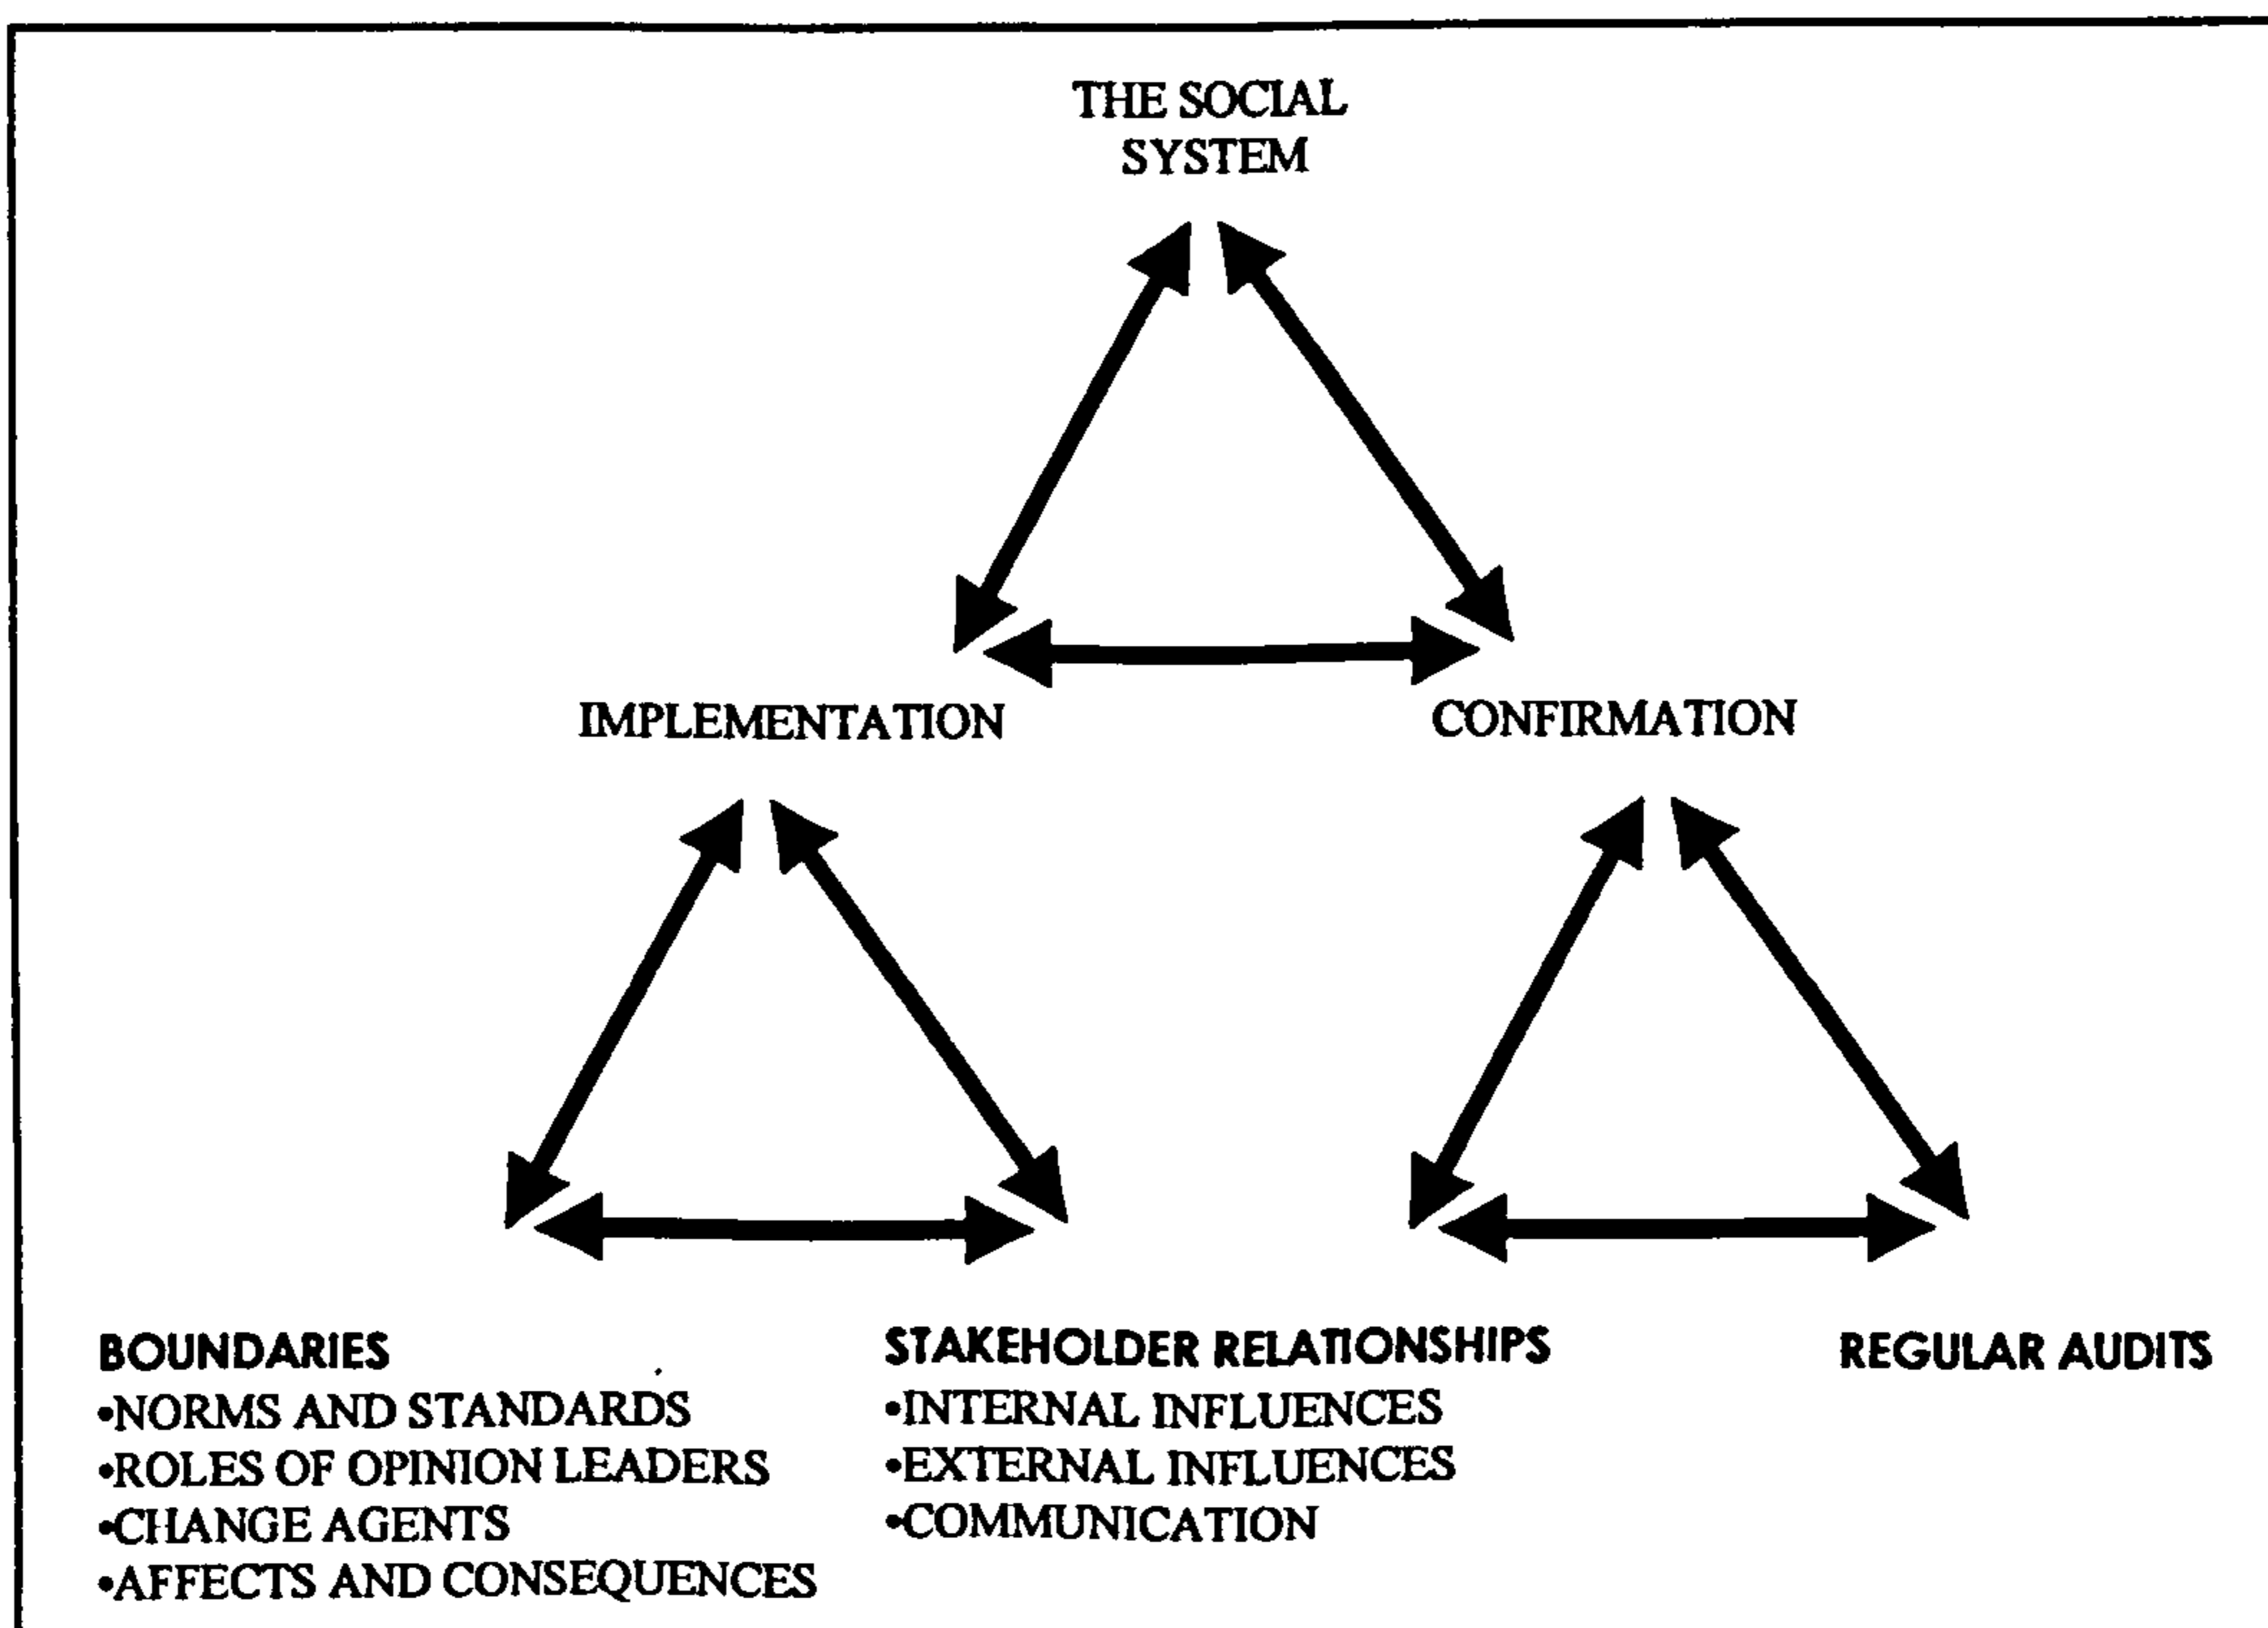 THE SOCIAL
SYSTEM
IMPLEMENTATION
CONFIRMATION
BOUNDARIES
•NORMS AND STANDARDS
•ROLES OF OPINION LEADERS
•CHANGE AGENTS
•AFFECTS AND CONSEQUENCES
STAKEHOLDER RELATIONSHIPS
•INTERNAL INFLUENCES
•EXTERNAL INFLUENCES
•COMMUNICATION
REGULAR AUDITS